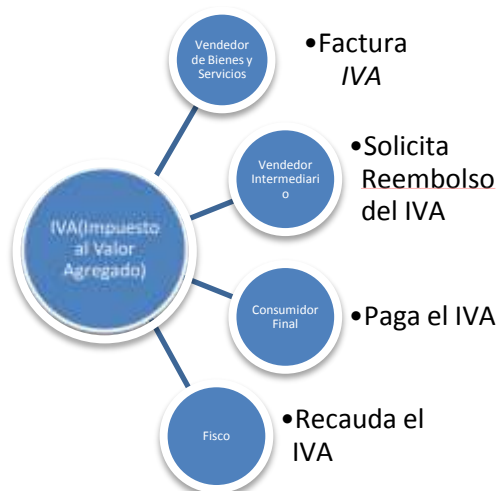 Vendedor
de Bienes y
Servicios
•Factura
IVA
Vendedor
Intermediari
o
•Solicita
Reembolso
del IVA
IVA(Impuesto
al Valor
Agregado)
Consumidor
Final
•Paga el IVA
Fisco
•Recauda el
IVA